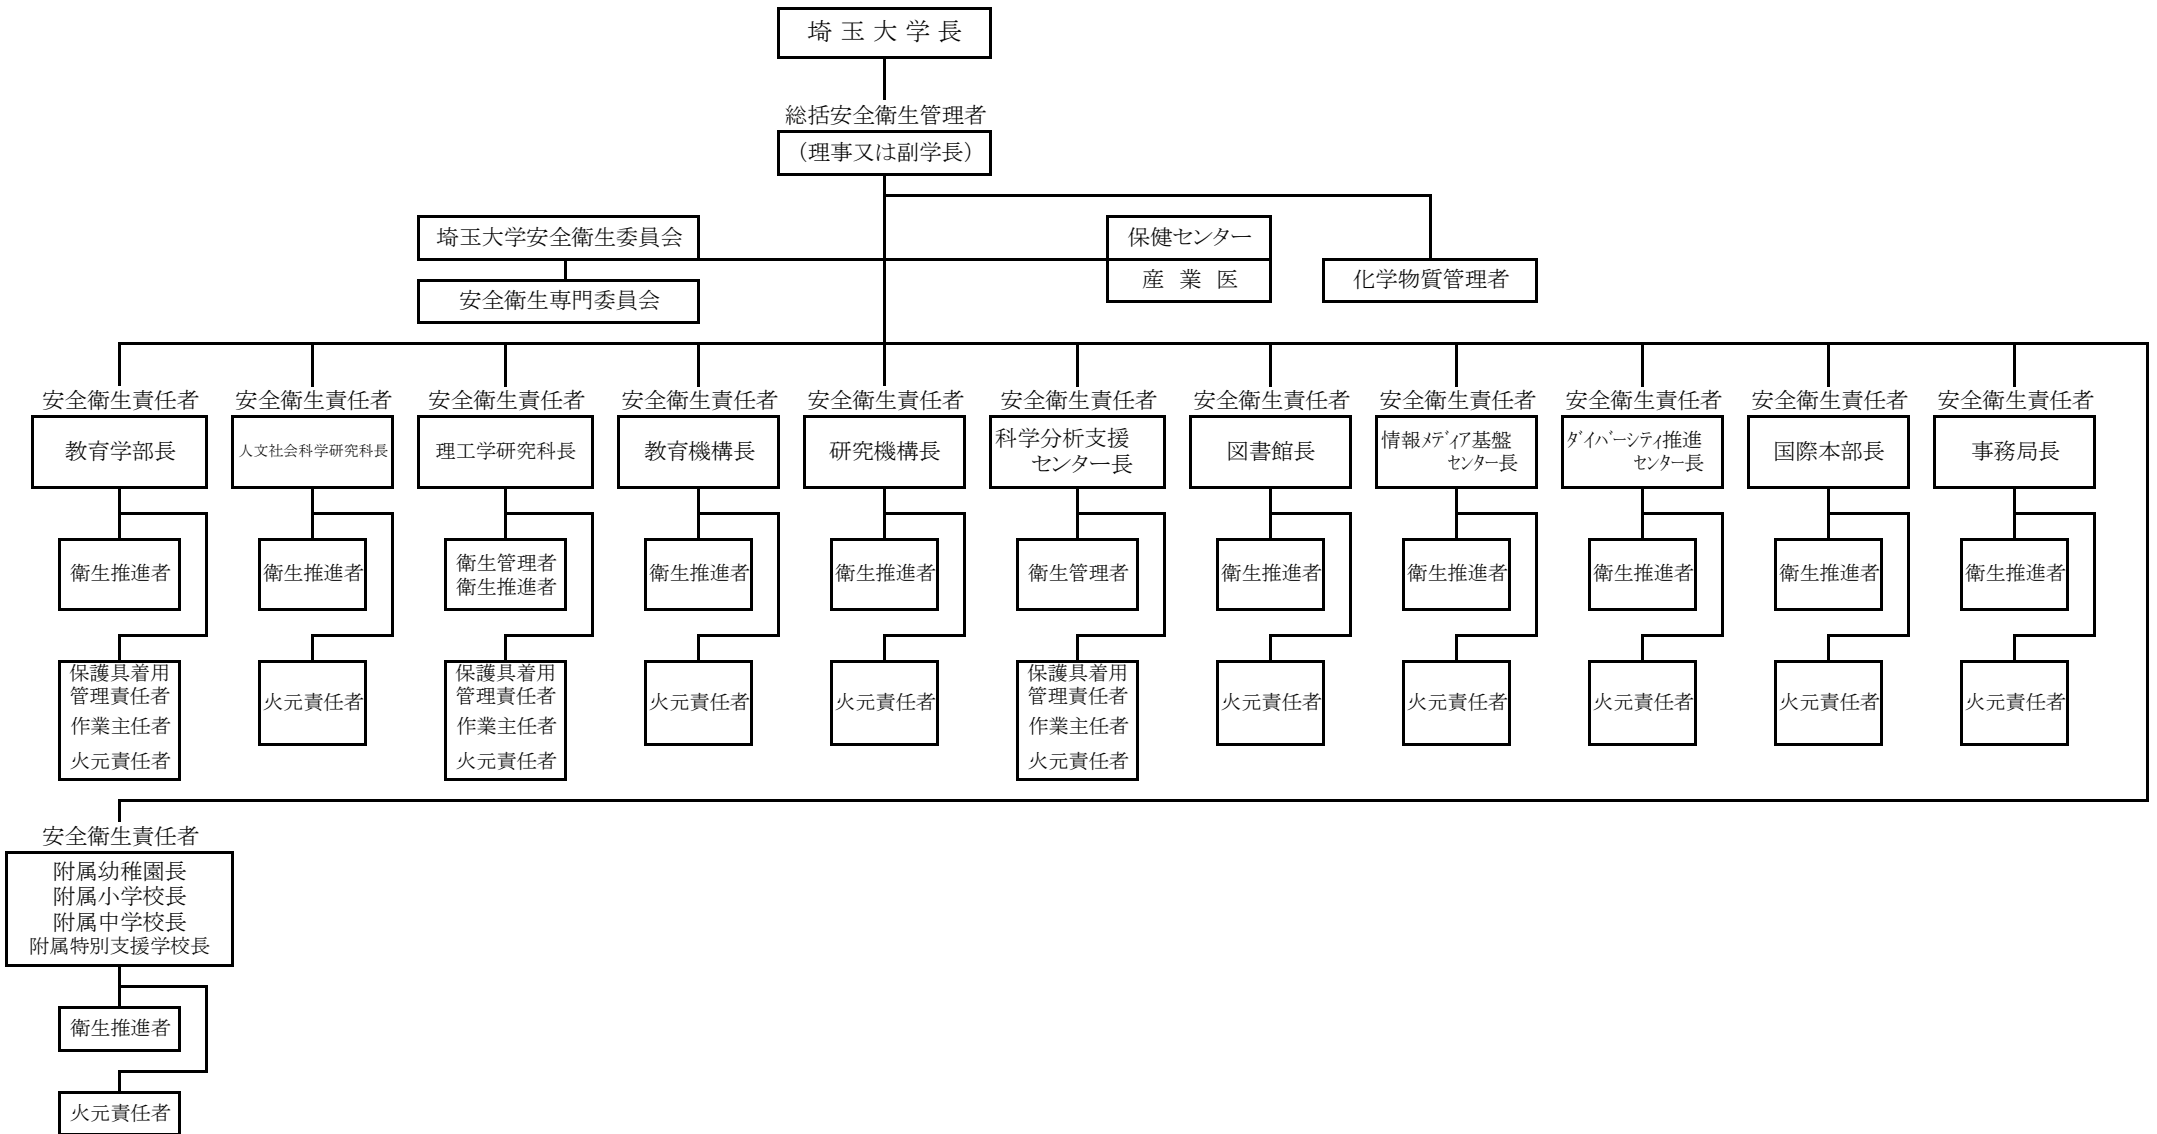 埼 玉 大 学 長
総括安全衛生管理者
（理事又は副学長）
埼玉大学安全衛生委員会
保健センター
産 業 医
化学物質管理者
安全衛生専門委員会
安全衛生責任者
安全衛生責任者
安全衛生責任者
安全衛生責任者
安全衛生責任者
安全衛生責任者
安全衛生責任者
安全衛生責任者
安全衛生責任者
安全衛生責任者
安全衛生責任者
教育学部長
人文社会科学研究科長
理工学研究科長
教育機構長
研究機構長
科学分析支援
センター長
図書館長
情報ﾒﾃﾞｨｱ基盤
ｾﾝﾀｰ長
ﾀﾞｲﾊﾞｰｼﾃｨ推進
ｾﾝﾀｰ長
国際本部長
事務局長
衛生推進者
衛生推進者
衛生管理者
衛生推進者
衛生推進者
衛生推進者
衛生管理者
衛生推進者
衛生推進者
衛生推進者
衛生推進者
衛生推進者
保護具着用
管理責任者
作業主任者
火元責任者
火元責任者
保護具着用
管理責任者
作業主任者
火元責任者
火元責任者
火元責任者
保護具着用
管理責任者
作業主任者
火元責任者
火元責任者
火元責任者
火元責任者
火元責任者
火元責任者
安全衛生責任者
附属幼稚園長
附属小学校長
附属中学校長
附属特別支援学校長
衛生推進者
火元責任者